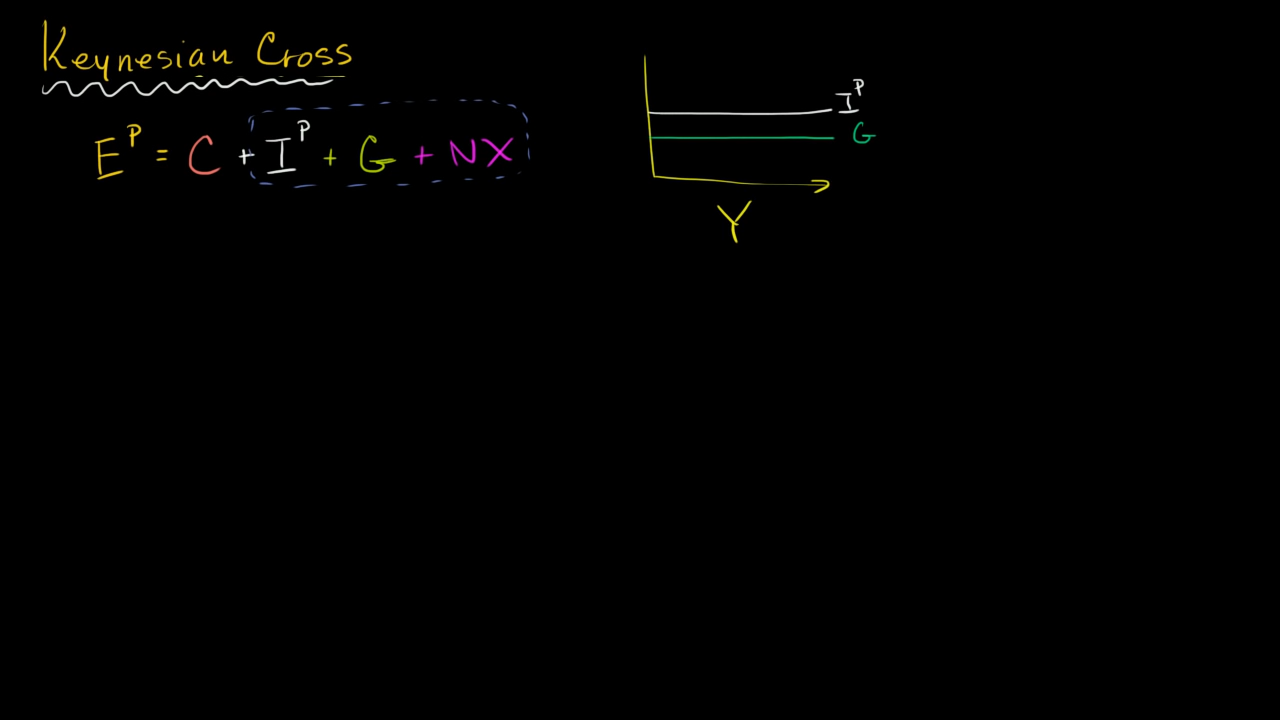 Keynesian Cross
E^P = C + I^P + G + NX
I^P
G
Y